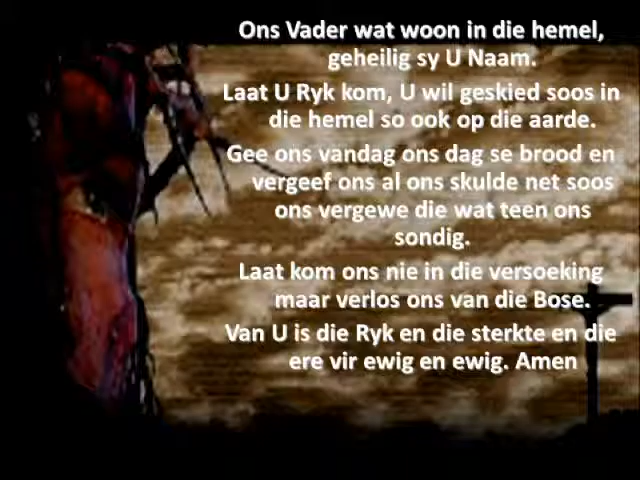 Ons Vader wat woon in die hemel,
geheilig sy U Naam.
Laat U Ryk kom, U wil geskied soos in
die hemel so ook op die aarde.
Gee ons vandag ons dag se brood en
vergeef ons al ons skulde net soos
ons vergewe die wat teen ons
sondig.
Laat kom ons nie in die versoeking
maar verlos ons van die Bose.
Van U is die Ryk en die sterkte en die
ere vir ewig en ewig. Amen